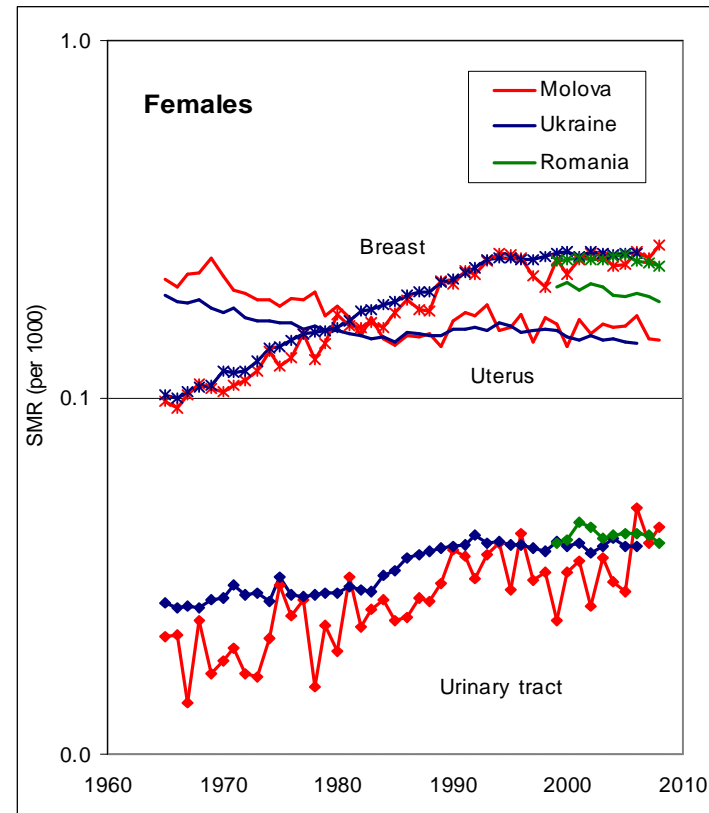 1.0
Females
Molova
Ukraine
Romania
Breast
SMR (per 1000)
0.1
Uterus
Urinary tract
0.0
1960 1970 1980 1990 2000 2010